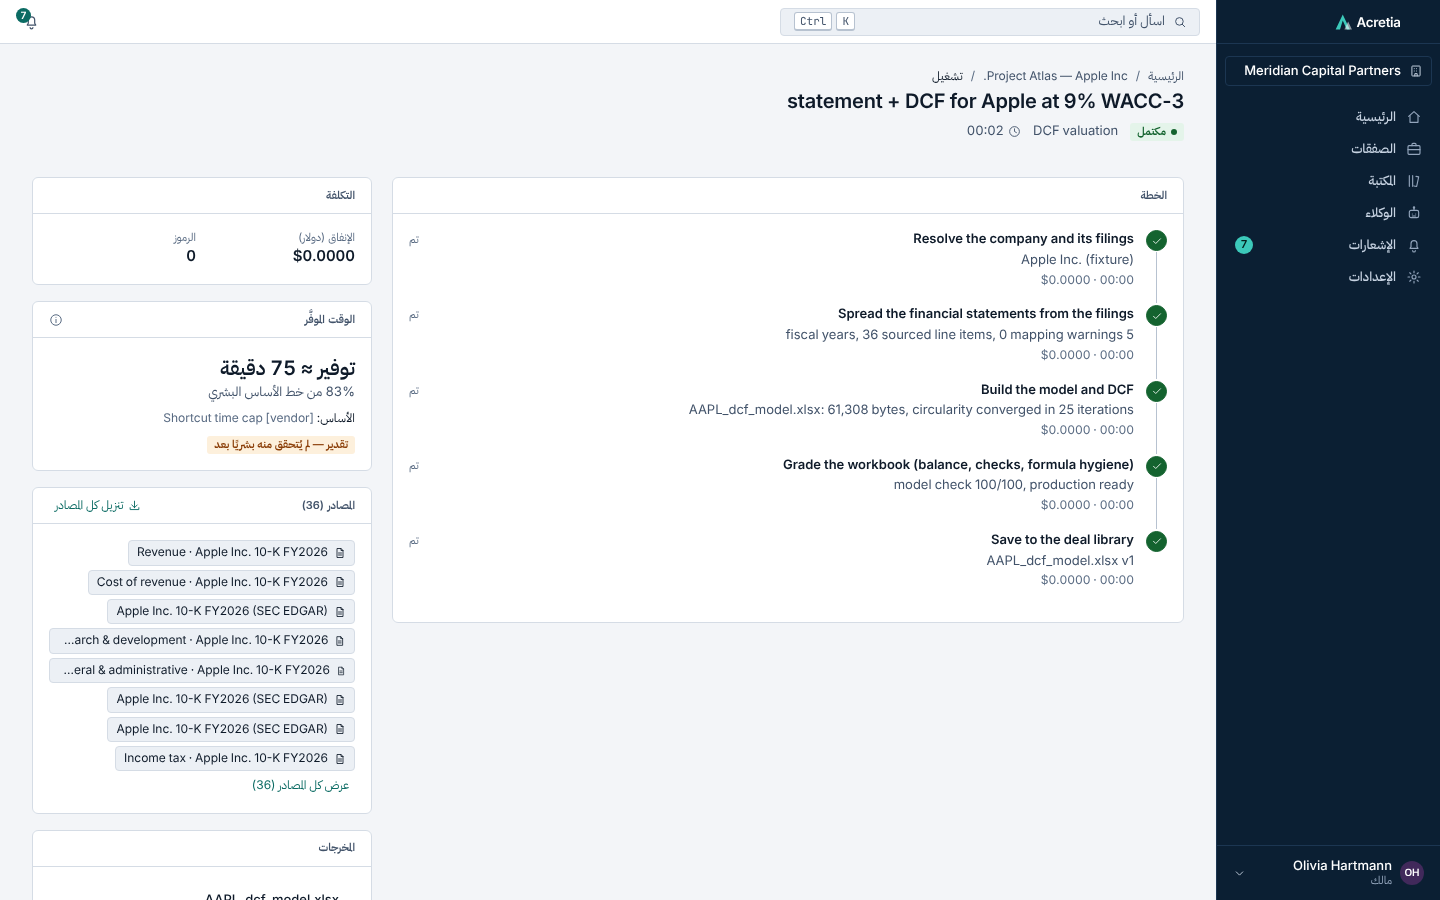 Acretia
Meridian Capital Partners
الرئيسية
الصفقات
المكتبة
الوكلاء
الإشعارات 7
الإعدادات
Olivia Hartmann
مالك
OH
اسأل أو ابحث Ctrl K
7
الرئيسية / Project Atlas — Apple Inc. / تشغيل
statement + DCF for Apple at 9% WACC-3
مكتمل DCF valuation 00:02
الخطة
Resolve the company and its filings تم
Apple Inc. (fixture)
$0.0000 · 00:00
Spread the financial statements from the filings تم
fiscal years, 36 sourced line items, 0 mapping warnings 5
$0.0000 · 00:00
Build the model and DCF تم
AAPL_dcf_model.xlsx: 61,308 bytes, circularity converged in 25 iterations
$0.0000 · 00:00
Grade the workbook (balance, checks, formula hygiene) تم
model check 100/100, production ready
$0.0000 · 00:00
Save to the deal library تم
AAPL_dcf_model.xlsx v1
$0.0000 · 00:00
التكلفة
الإنفاق (دولار) الرموز
$0.0000 0
الوقت الموفَّر
توفير ≈ 75 دقيقة
83% من خط الأساس البشري
الأساس: Shortcut time cap [vendor]
تقدير — لم يُتحقق منه بشريًا بعد
المصادر (36) تنزيل كل المصادر
Revenue · Apple Inc. 10-K FY2026
Cost of revenue · Apple Inc. 10-K FY2026
Apple Inc. 10-K FY2026 (SEC EDGAR)
...arch & development · Apple Inc. 10-K FY2026
...eral & administrative · Apple Inc. 10-K FY2026
Apple Inc. 10-K FY2026 (SEC EDGAR)
Apple Inc. 10-K FY2026 (SEC EDGAR)
Income tax · Apple Inc. 10-K FY2026
عرض كل المصادر (36)
المخرجات
AAPL_dcf_model.xlsx